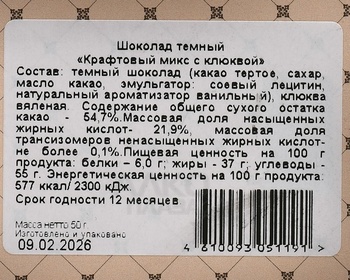 Шоколад темный
«Крафтовый микс с клюквой»
Состав: темный шоколад (какао тертое, сахар,
масло какао, эмульгатор: соевый лецитин,
натуральный ароматизатор ванильный), клюква
вяленая. Содержание общего сухого остатка
какао - 54,7%.Массовая доля насыщенных
жирных кислот- 21,9%, массовая доля
трансизомеров ненасыщенных жирных кислот-
не более 0,1%.Пищевая ценность на 100 г
продукта: белки – 6,0 г; жиры - 37 г; углеводы -
55 г. Энергетическая ценность на 100 г продукта:
577 ккал/ 2300 кДж.
Срок годности 12 месяцев
Масса нетто 50 г
Изготовлено и упаковано
09.02.2026
4 610093 051191 >